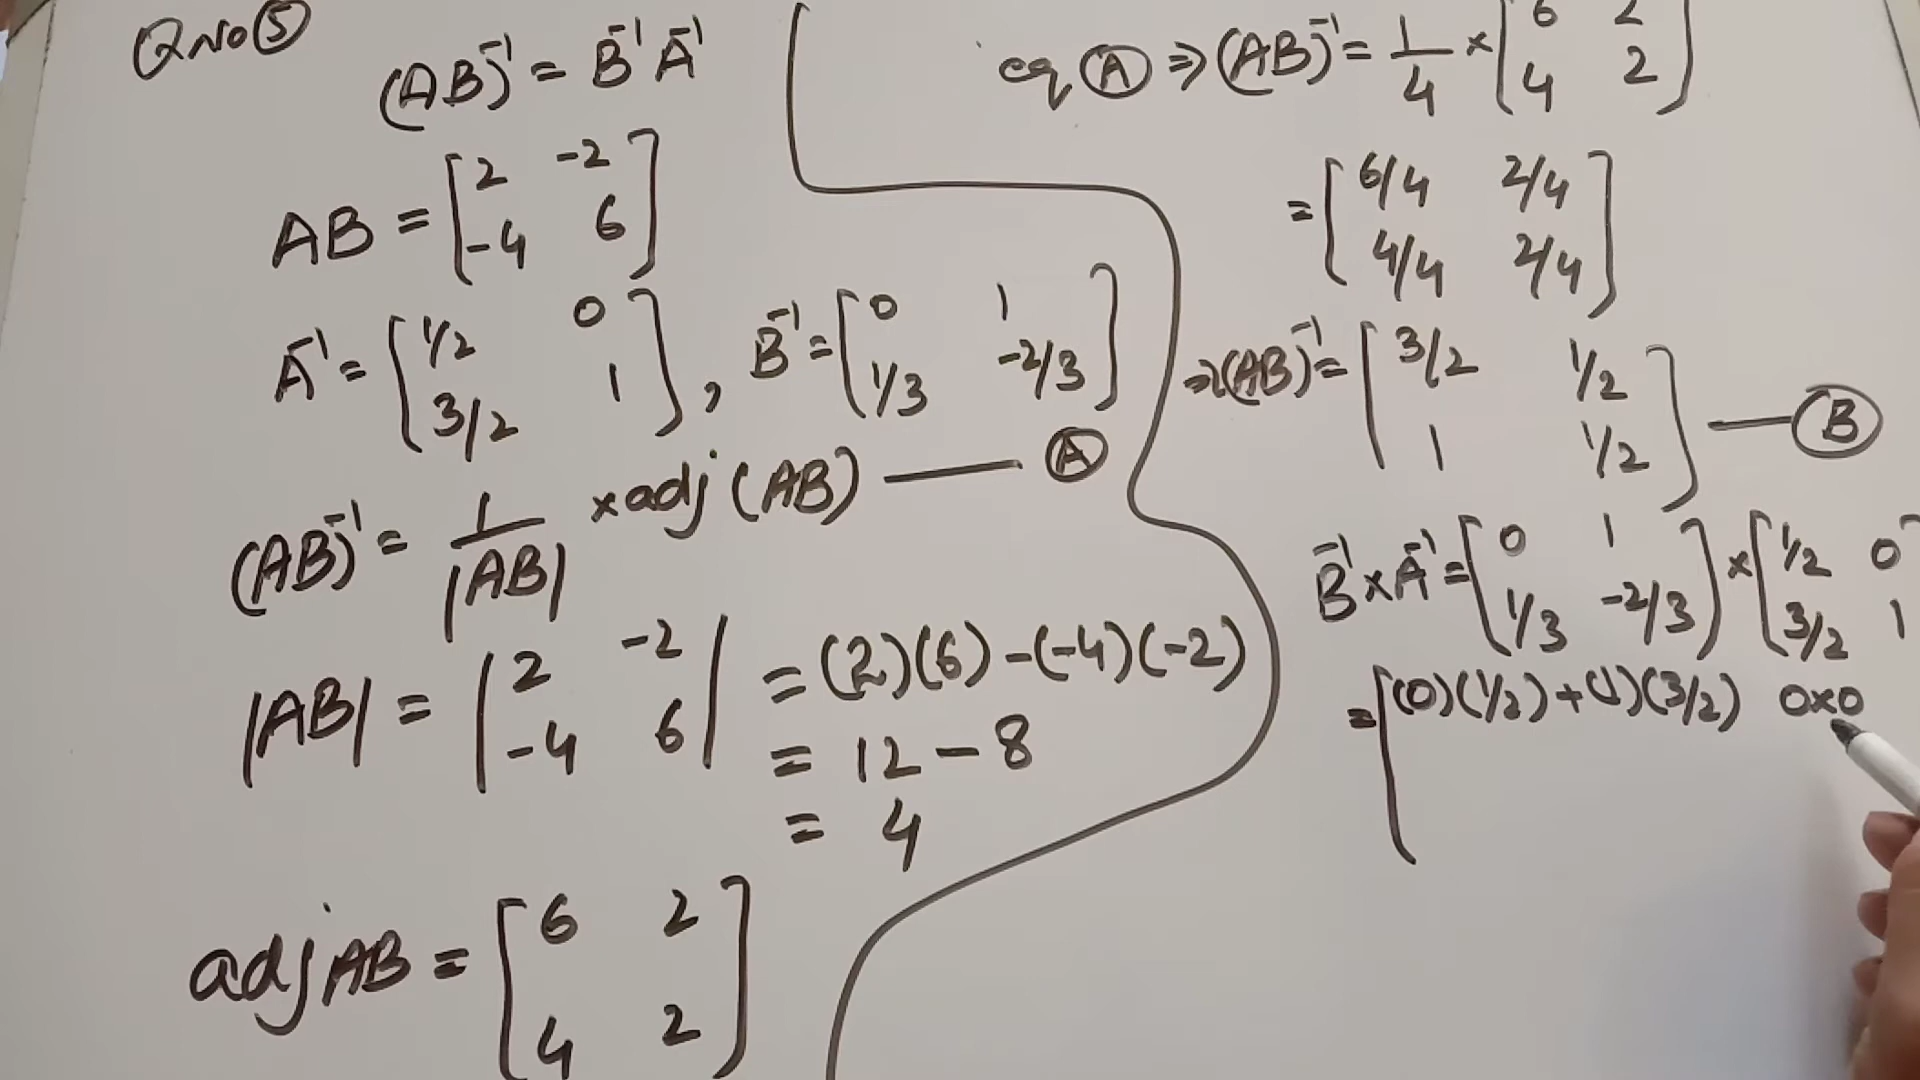 QNo ⑤
(AB)⁻¹ = B⁻¹ A⁻¹
AB = [2 -2
-4 6]
A⁻¹ = [1/2 0
3/2 1] , B⁻¹ = [0 1
1/3 -2/3]
(AB)⁻¹ = 1/|AB| × adj (AB) —— Ⓐ
|AB| = |2 -2
-4 6| = (2)(6) - (-4)(-2)
= 12 - 8
= 4
adj AB = [6 2
4 2]
eq Ⓐ ⇒ (AB)⁻¹ = 1/4 × [6 2
4 2]
= [6/4 2/4
4/4 2/4]
⇒ (AB)⁻¹ = [3/2 1/2
1 1/2] —— Ⓑ
B⁻¹ × A⁻¹ = [0 1
1/3 -2/3] × [1/2 0
3/2 1
= [(0)(1/2) + (1)(3/2) 0×0